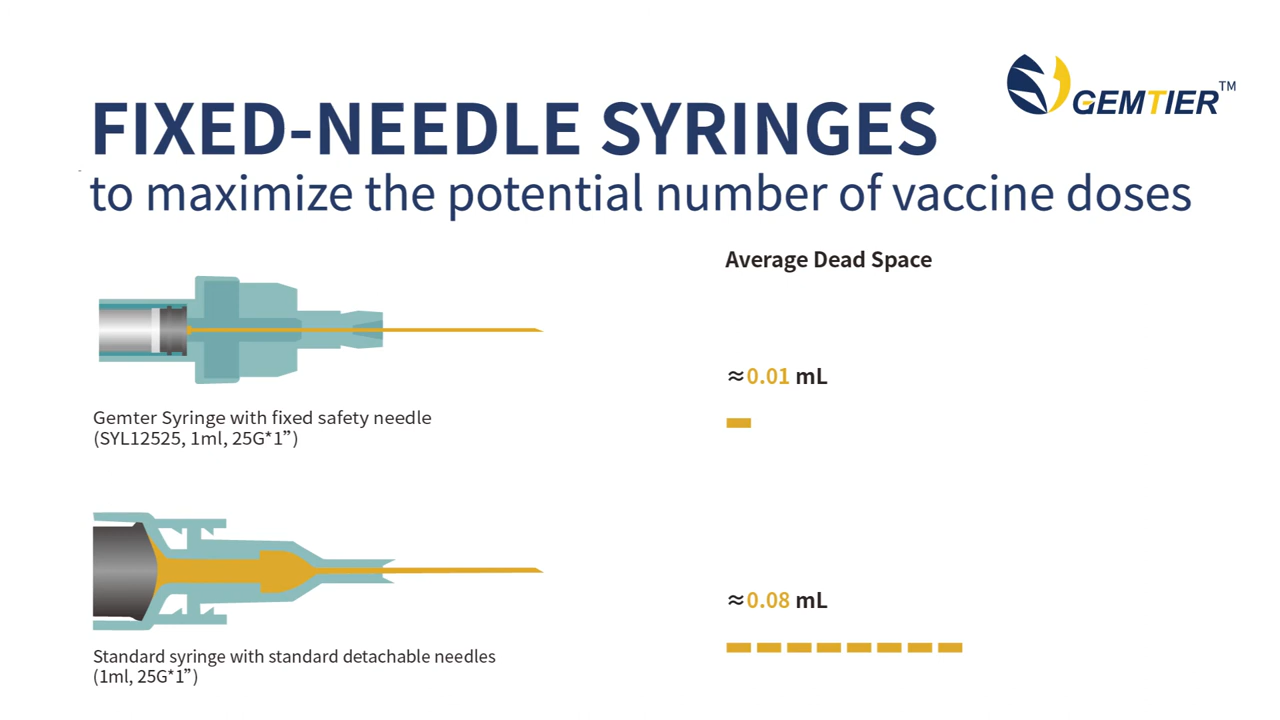 GEMTIER™
FIXED-NEEDLE SYRINGES
to maximize the potential number of vaccine doses
Average Dead Space
≈0.01 mL
Gemter Syringe with fixed safety needle
(SYL12525, 1ml, 25G*1”)
≈0.08 mL
Standard syringe with standard detachable needles
(1ml, 25G*1”)